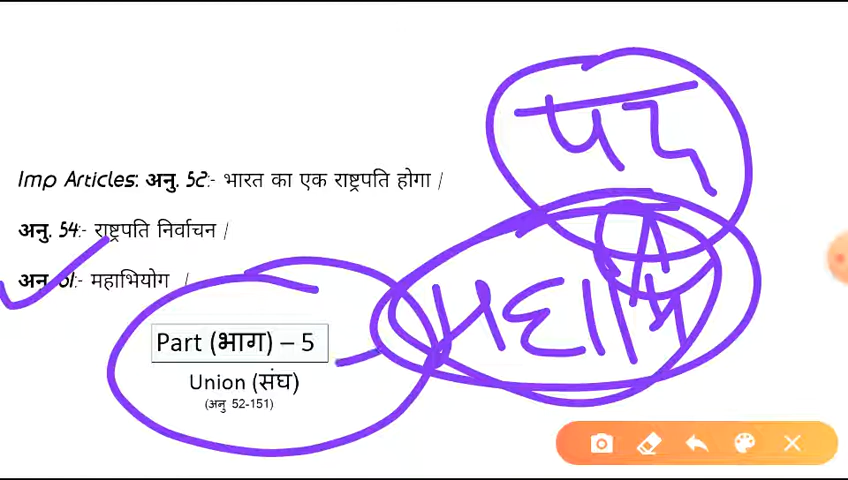 पद
Imp Articles: अनु. 52:- भारत का एक राष्ट्रपति होगा /
अनु. 54:- राष्ट्रपति निर्वाचन /
अनु. 61:- महाभियोग /
Part (भाग) – 5
Union (संघ)
(अनु 52-151)